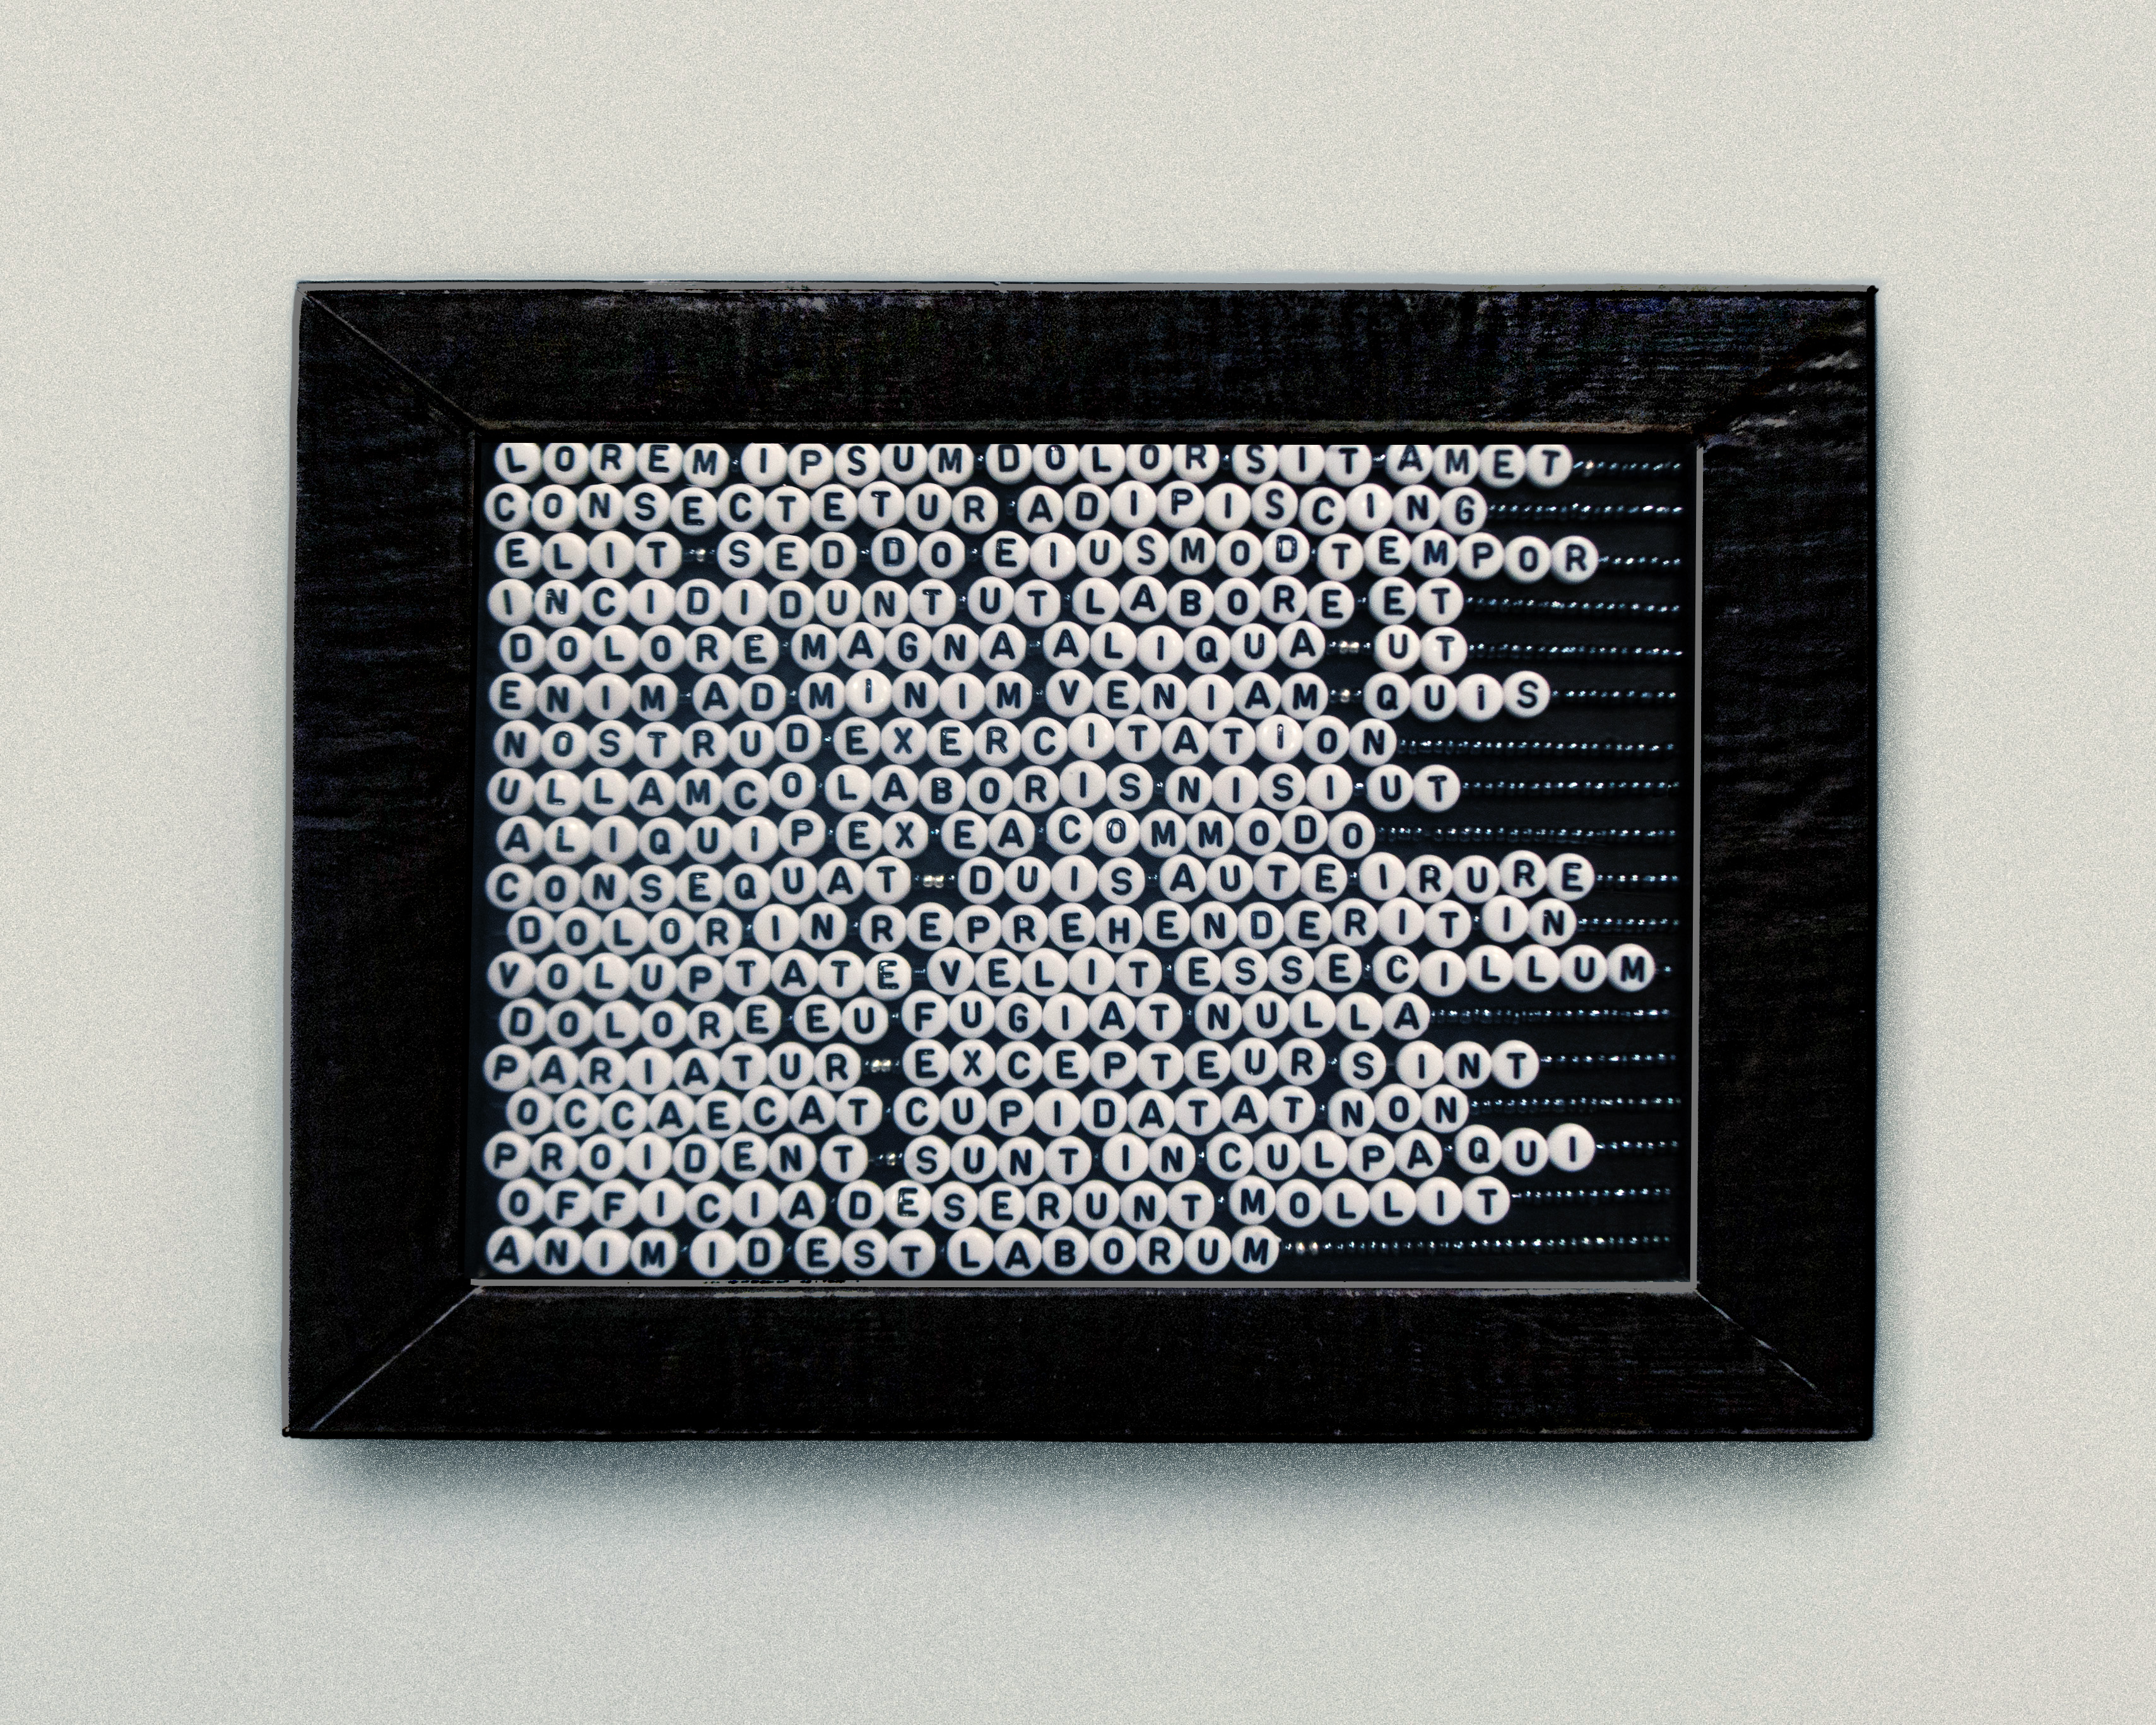 LOREM IPSUM DOLOR SIT AMET
CONSECTETUR ADIPISCING
ELIT SED DO EIUSMOD TEMPOR
INCIDIDUNT UT LABORE ET
DOLORE MAGNA ALIQUA UT
ENIM AD MINIM VENIAM QUIS
NOSTRUD EXERCITATION
ULLAMCO LABORIS NISI UT
ALIQUIP EX EA COMMODO
CONSEQUAT DUIS AUTE IRURE
DOLOR IN REPREHENDERIT IN
VOLUPTATE VELIT ESSE CILLUM
DOLORE EU FUGIAT NULLA
PARIATUR EXCEPTEUR SINT
OCCAECAT CUPIDATAT NON
PROIDENT SUNT IN CULPA QUI
OFFICIA DESERUNT MOLLIT
ANIM ID EST LABORUM